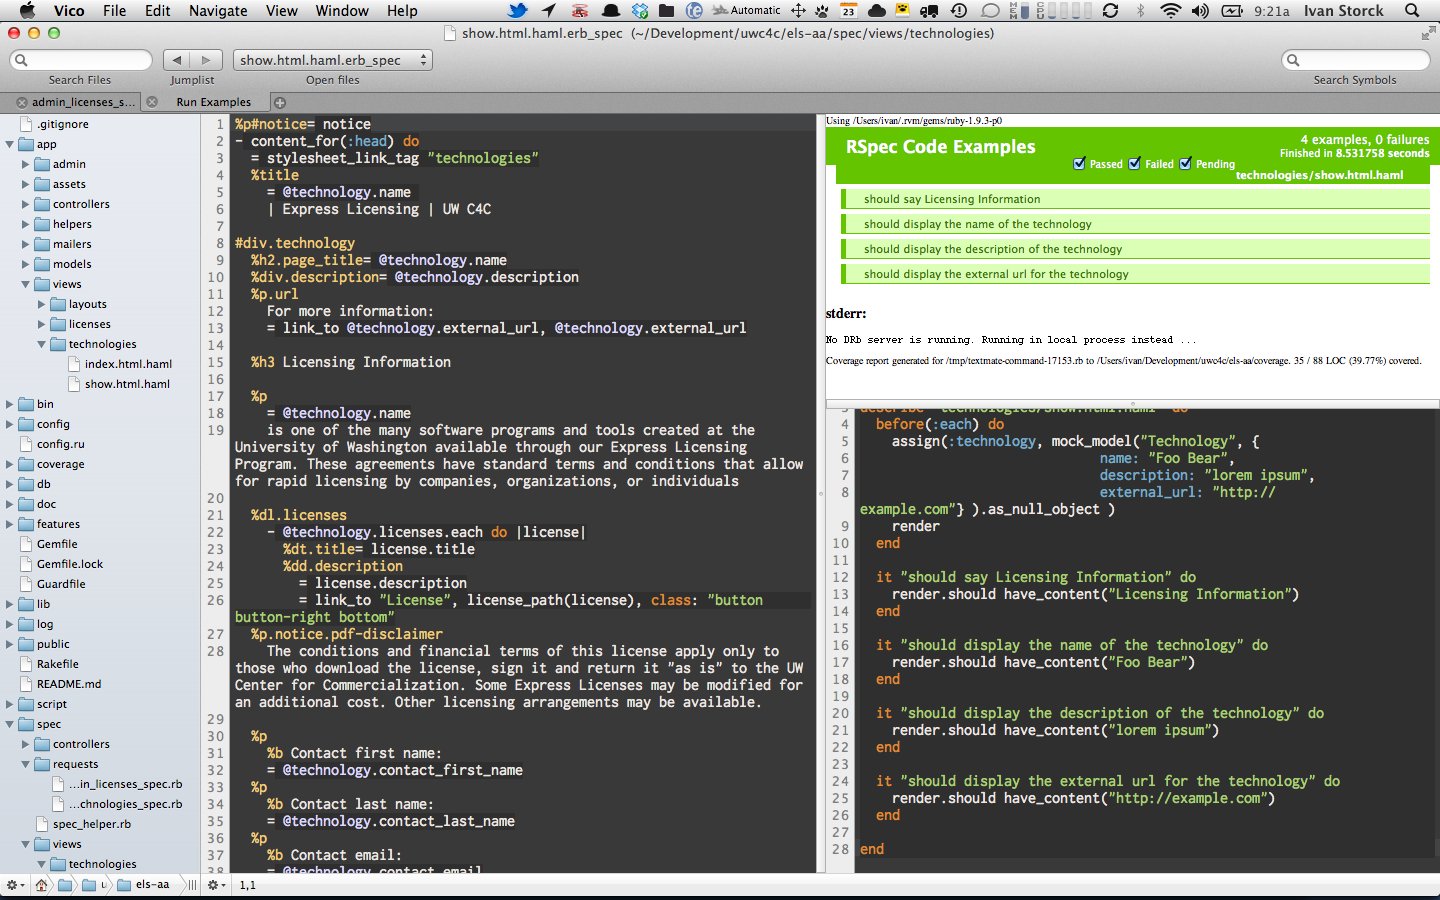 Vico File Edit Navigate View Window Help Automatic 23 9:21a Ivan Storck
show.html.haml.erb_spec (~/Development/uwc4c/els-aa/spec/views/technologies)
show.html.haml.erb_spec
Search Files Jumplist Open files Search Symbols
admin_licenses_s... Run Examples
.gitignore
app
admin
assets
controllers
helpers
mailers
models
views
layouts
licenses
technologies
index.html.haml
show.html.haml
bin
config
config.ru
coverage
db
doc
features
Gemfile
Gemfile.lock
Guardfile
lib
log
public
Rakefile
README.md
script
spec
controllers
requests
...in_licenses_spec.rb
...chnologies_spec.rb
spec_helper.rb
views
technologies
els-aa
1 %p#notice= notice
2 - content_for(:head) do
3 = stylesheet_link_tag "technologies"
4 %title
5 = @technology.name
6 | Express Licensing | UW C4C
7
8 #div.technology
9 %h2.page_title= @technology.name
10 %div.description= @technology.description
11 %p.url
12 For more information:
13 = link_to @technology.external_url, @technology.external_url
14
15 %h3 Licensing Information
16
17 %p
18 = @technology.name
19 is one of the many software programs and tools created at the
University of Washington available through our Express Licensing
Program. These agreements have standard terms and conditions that allow
for rapid licensing by companies, organizations, or individuals
20
21 %dl.licenses
22 - @technology.licenses.each do |license|
23 %dt.title= license.title
24 %dd.description
25 = license.description
26 = link_to "License", license_path(license), class: "button
button-right bottom"
27 %p.notice.pdf-disclaimer
28 The conditions and financial terms of this license apply only to
those who download the license, sign it and return it "as is" to the UW
Center for Commercialization. Some Express Licenses may be modified for
an additional cost. Other licensing arrangements may be available.
29
30 %p
31 %b Contact first name:
32 = @technology.contact_first_name
33 %p
34 %b Contact last name:
35 = @technology.contact_last_name
36 %p
37 %b Contact email:
38 = @technology.contact_email
1,1
Using /Users/ivan/.rvm/gems/ruby-1.9.3-p0
RSpec Code Examples
4 examples, 0 failures
Finished in 8.531758 seconds
Passed Failed Pending
technologies/show.html.haml
should say Licensing Information
should display the name of the technology
should display the description of the technology
should display the external url for the technology
stderr:
No DRb server is running. Running in local process instead ...
Coverage report generated for /tmp/textmate-command-17153.rb to /Users/ivan/Development/uwc4c/els-aa/coverage. 35 / 88 LOC (39.77%) covered.
3 describe "technologies/show.html.haml" do
4 before(:each) do
5 assign(:technology, mock_model("Technology", {
6 name: "Foo Bear",
7 description: "lorem ipsum",
8 external_url: "http://
example.com"} ).as_null_object )
9 render
10 end
11
12 it "should say Licensing Information" do
13 render.should have_content("Licensing Information")
14 end
15
16 it "should display the name of the technology" do
17 render.should have_content("Foo Bear")
18 end
19
20 it "should display the description of the technology" do
21 render.should have_content("lorem ipsum")
22 end
23
24 it "should display the external url for the technology" do
25 render.should have_content("http://example.com")
26 end
27
28 end